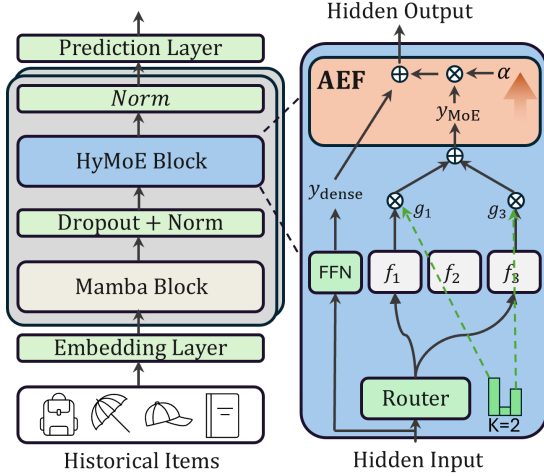 Prediction Layer
Norm
HyMoE Block
Dropout + Norm
Mamba Block
Embedding Layer
Historical Items
Hidden Output
AEF
α
y_MoE
y_dense
g_1
g_3
FFN
f_1
f_2
f_3
Router
K=2
Hidden Input